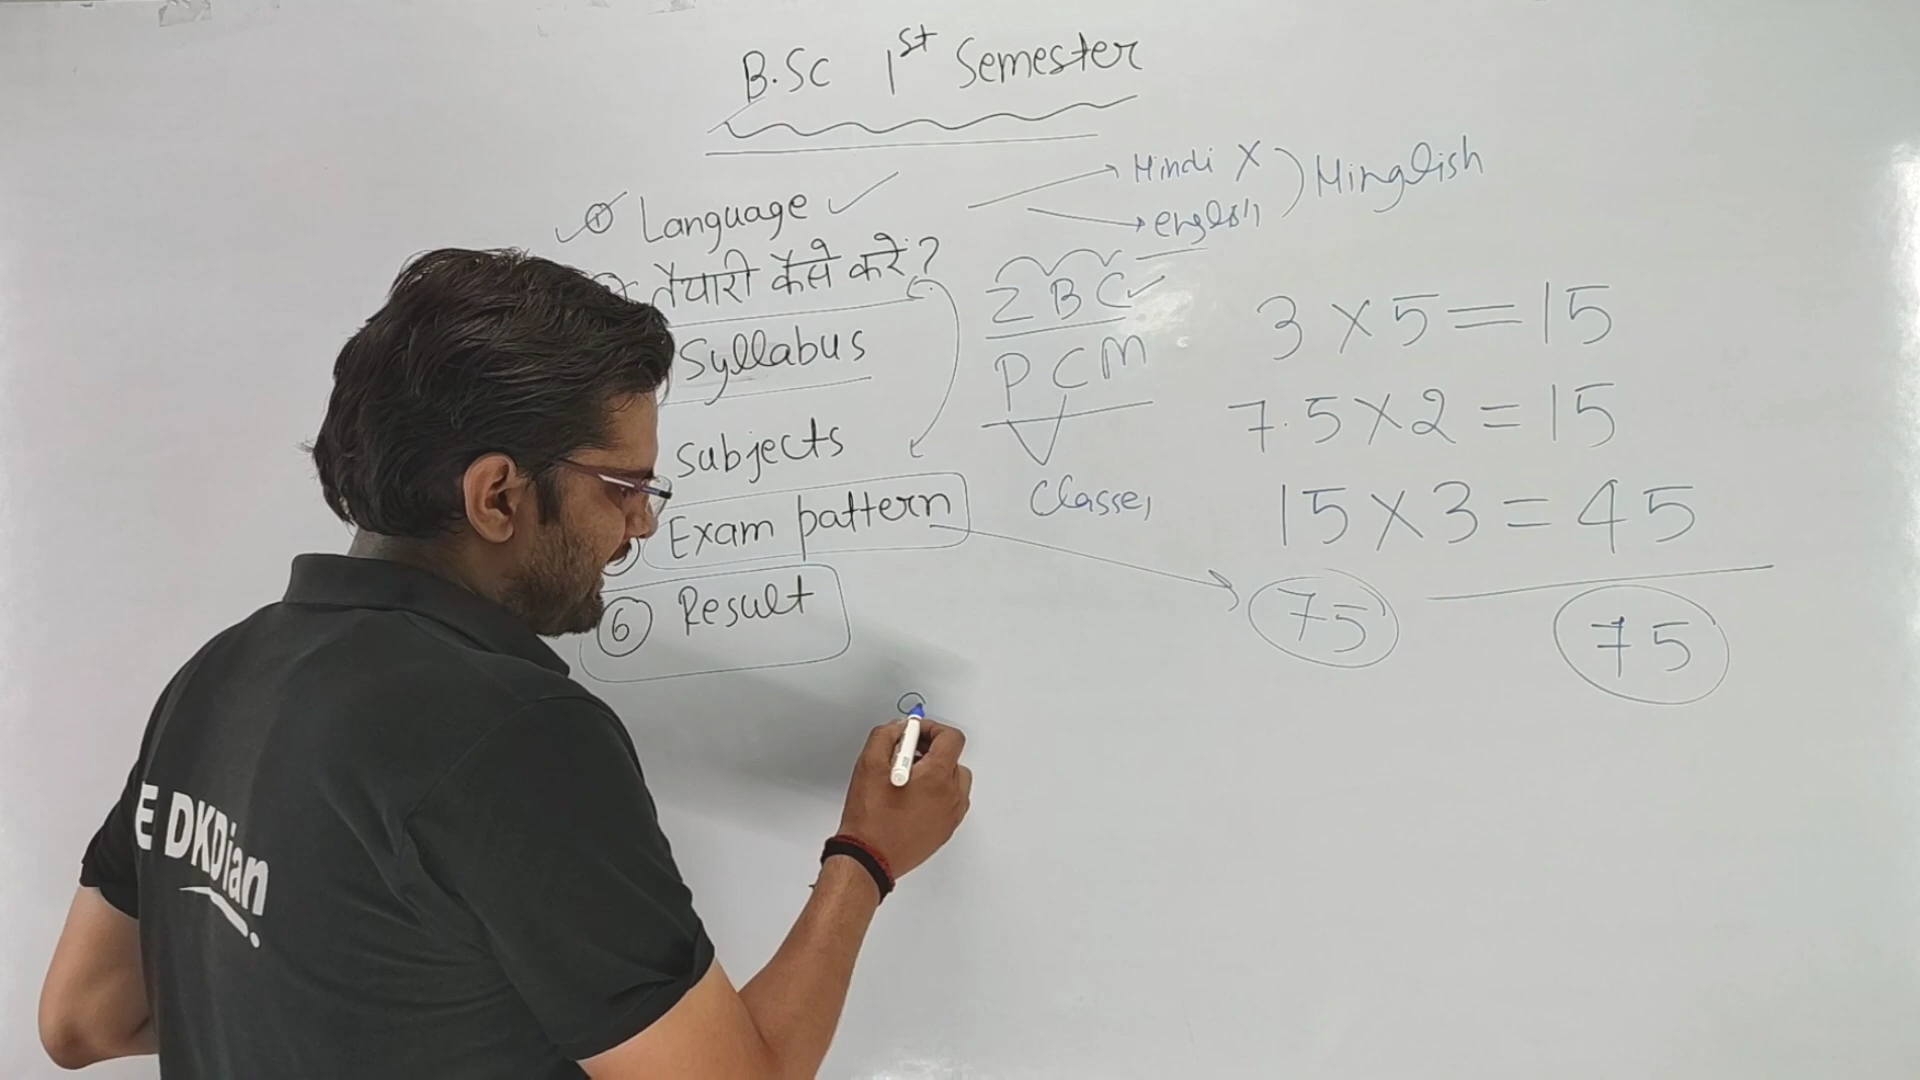 B.Sc 1st Semester
① Language ✓
Hindi X
english
Hinglish
तैयारी कैसे करे ?
Syllabus
Subjects
Exam pattern
⑥ Result
ZBC ✓
PCM
Classes
3 X 5 = 15
7.5 X 2 = 15
15 X 3 = 45
75
75
E DKDian